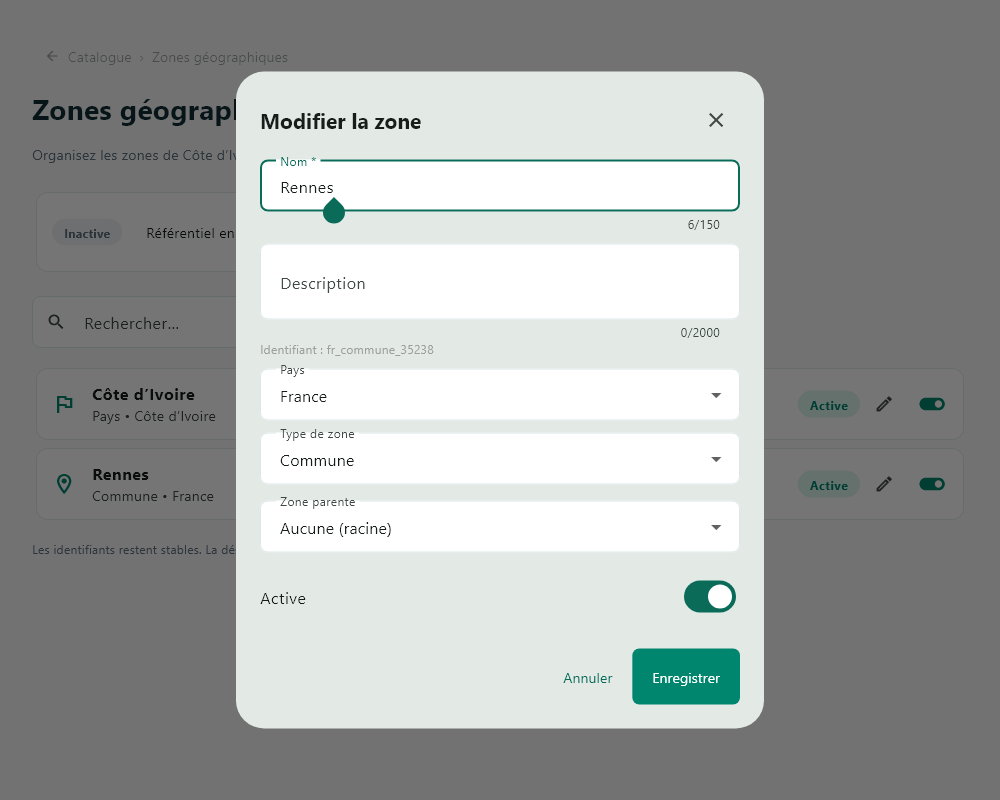 Catalogue › Zones géographiques
Zones géograp
Organisez les zones de Côte d'Iv
Inactive
Référentiel en
Rechercher...
Côte d'Ivoire
Pays • Côte d'Ivoire
Active
Rennes
Commune • France
Active
Les identifiants restent stables. La dé
Modifier la zone
Nom *
Rennes
6/150
Description
0/2000
Identifiant : fr_commune_35238
Pays
France
Type de zone
Commune
Zone parente
Aucune (racine)
Active
Annuler
Enregistrer